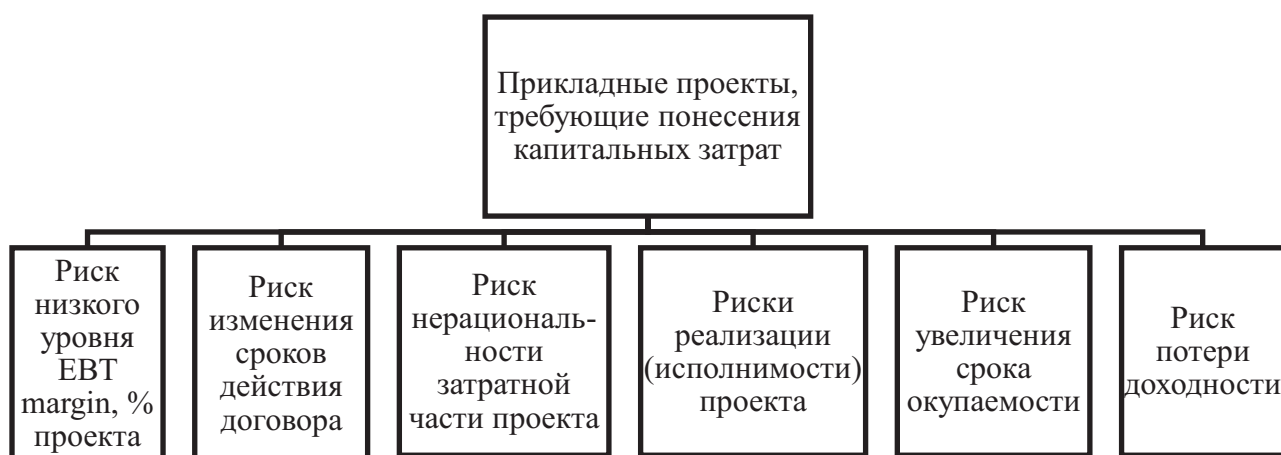 Прикладные проекты,
требующие понесения
капитальных затрат
Риск
низкого
уровня
EBT
margin, %
проекта
Риск
изменения
сроков
действия
договора
Риск
нерациональ-
ности
затратной
части проекта
Риски
реализации
(исполнимости)
проекта
Риск
увеличения
срока
окупаемости
Риск
потери
доходности